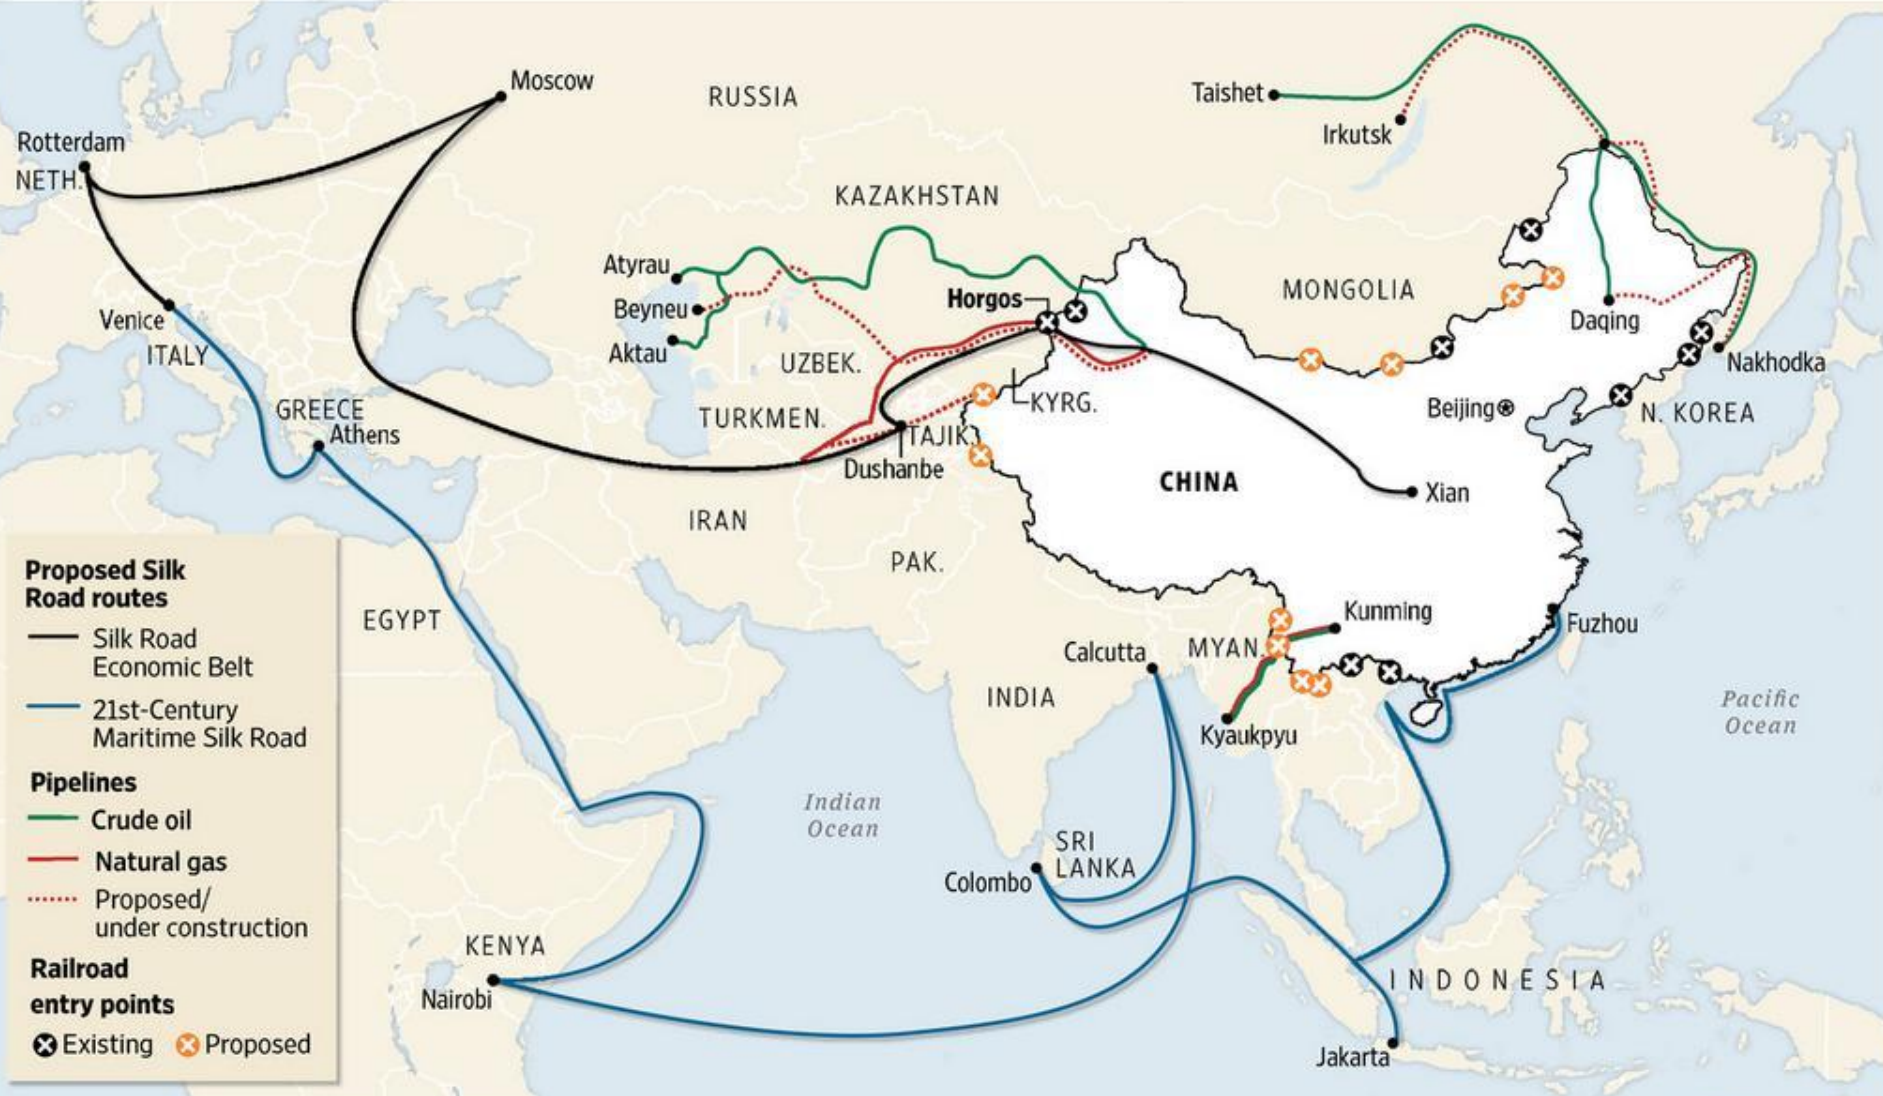 Moscow
RUSSIA
Taishet
Irkutsk
Rotterdam
NETH.
KAZAKHSTAN
Atyrau
Beyneu
Aktau
Horgos
MONGOLIA
Daqing
Nakhodka
Venice
ITALY
UZBEK.
KYRG.
TURKMEN.
GREECE
Athens
TAJIK.
Dushanbe
Beijing
N. KOREA
CHINA
Xian
IRAN
PAK.
EGYPT
Kunming
Fuzhou
Calcutta
MYAN.
INDIA
Kyaukpyu
Pacific
Ocean
Indian
Ocean
SRI
LANKA
Colombo
KENYA
Nairobi
INDONESIA
Jakarta
Proposed Silk
Road routes
Silk Road
Economic Belt
21st-Century
Maritime Silk Road
Pipelines
Crude oil
Natural gas
Proposed/
under construction
Railroad
entry points
Existing
Proposed